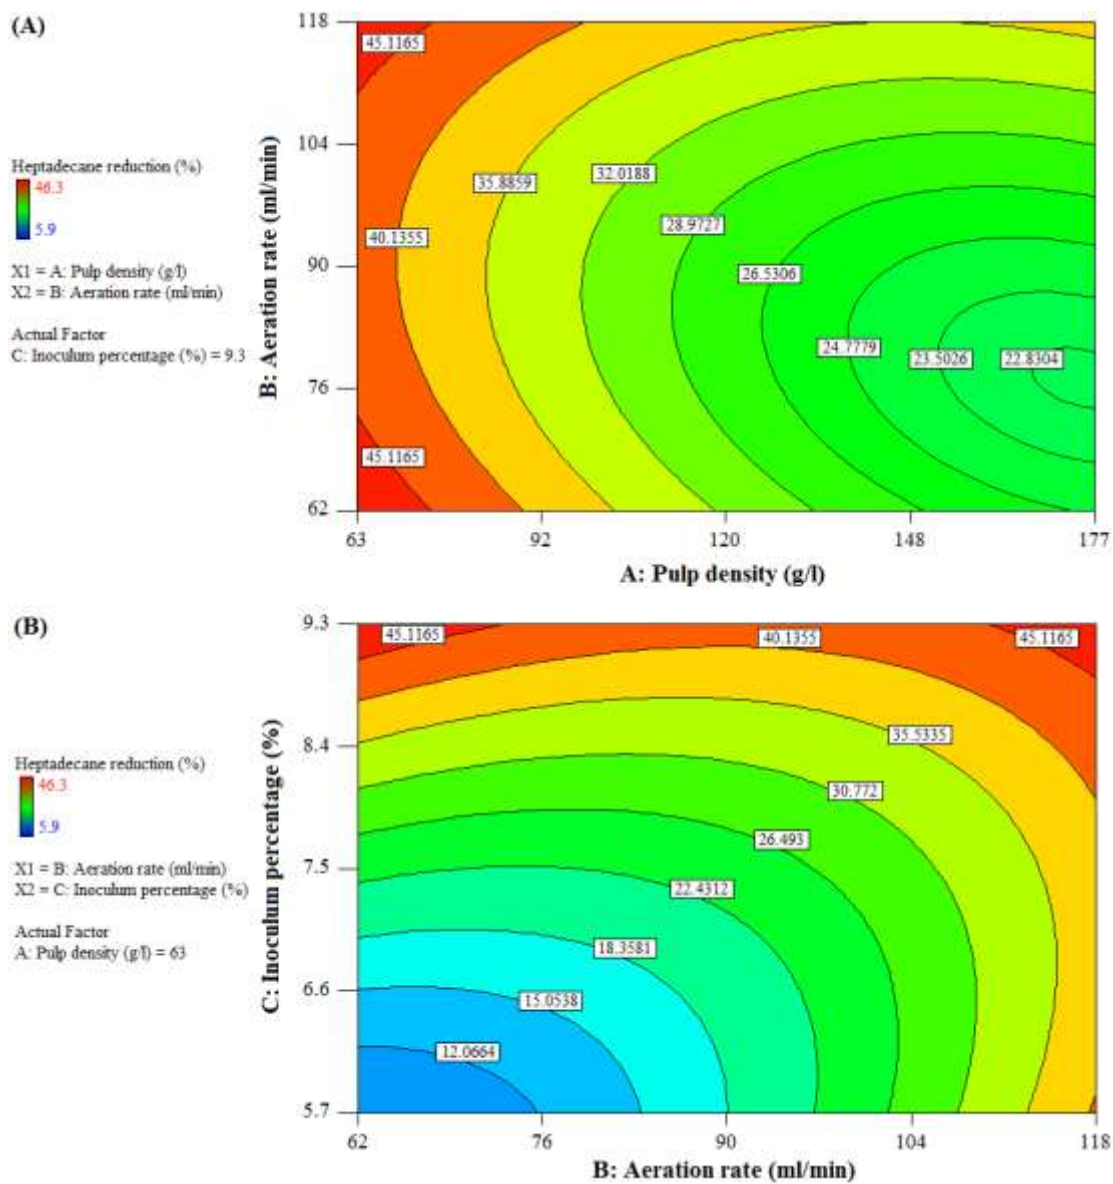 (A)
Heptadecane reduction (%)
46.3
5.9
X1 = A: Pulp density (g/l)
X2 = B: Aeration rate (ml/min)
Actual Factor
C: Inoculum percentage (%) = 9.3
B: Aeration rate (ml/min)
118
104
90
76
62
45.1165
40.1355
35.8859
32.0188
28.9727
26.5306
24.7779
23.5026
22.8304
45.1165
63
92
120
148
177
A: Pulp density (g/l)
(B)
Heptadecane reduction (%)
46.3
5.9
X1 = B: Aeration rate (ml/min)
X2 = C: Inoculum percentage (%)
Actual Factor
A: Pulp density (g/l) = 63
C: Inoculum percentage (%)
9.3
8.4
7.5
6.6
5.7
45.1165
40.1355
45.1165
35.5335
30.772
26.493
22.4312
18.3581
15.0538
12.0664
62
76
90
104
118
B: Aeration rate (ml/min)